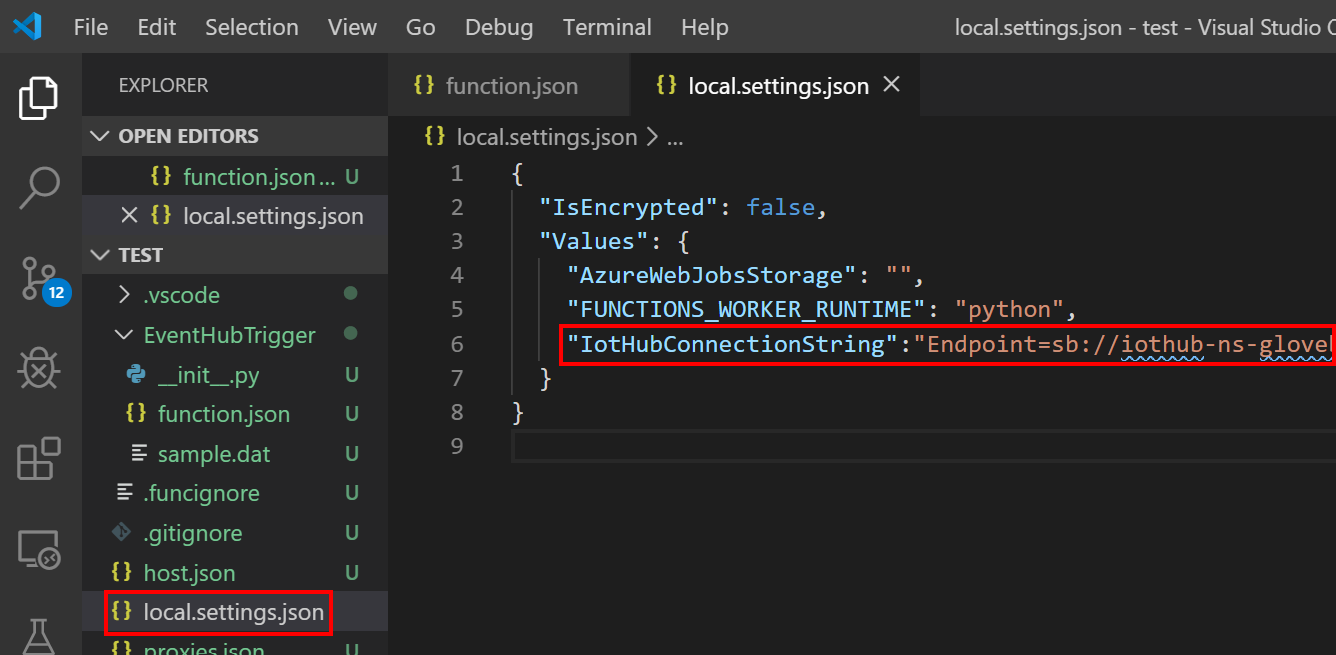 File Edit Selection View Go Debug Terminal Help local.settings.json - test - Visual Studio
EXPLORER
OPEN EDITORS
{} function.json ... U
{} local.settings.json
TEST
.vscode
EventHubTrigger
__init__.py U
{} function.json U
sample.dat U
.funcignore U
.gitignore U
{} host.json U
{} local.settings.json
{} proxies.json U
12
{} function.json
{} local.settings.json
{} local.settings.json > ...
1 {
2 "IsEncrypted": false,
3 "Values": {
4 "AzureWebJobsStorage": "",
5 "FUNCTIONS_WORKER_RUNTIME": "python",
6 "IotHubConnectionString":"Endpoint=sb://iothub-ns-glove
7 }
8 }
9